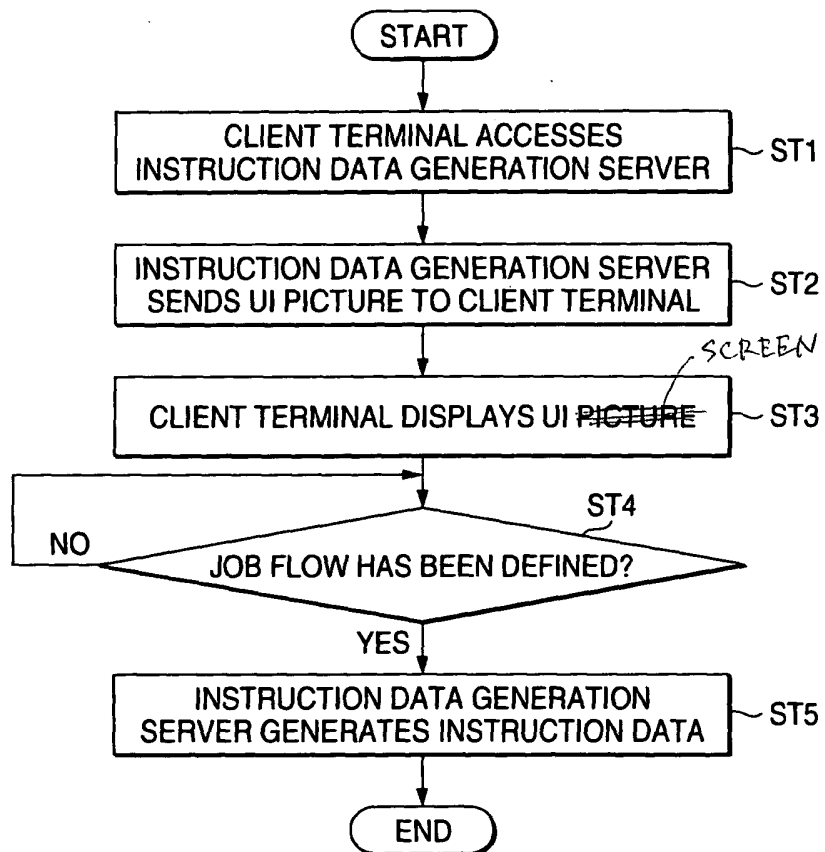 START
CLIENT TERMINAL ACCESSES
INSTRUCTION DATA GENERATION SERVER
ST1
INSTRUCTION DATA GENERATION SERVER
SENDS UI PICTURE TO CLIENT TERMINAL
ST2
SCREEN
CLIENT TERMINAL DISPLAYS UI PICTURE
ST3
ST4
NO
JOB FLOW HAS BEEN DEFINED?
YES
INSTRUCTION DATA GENERATION
SERVER GENERATES INSTRUCTION DATA
ST5
END